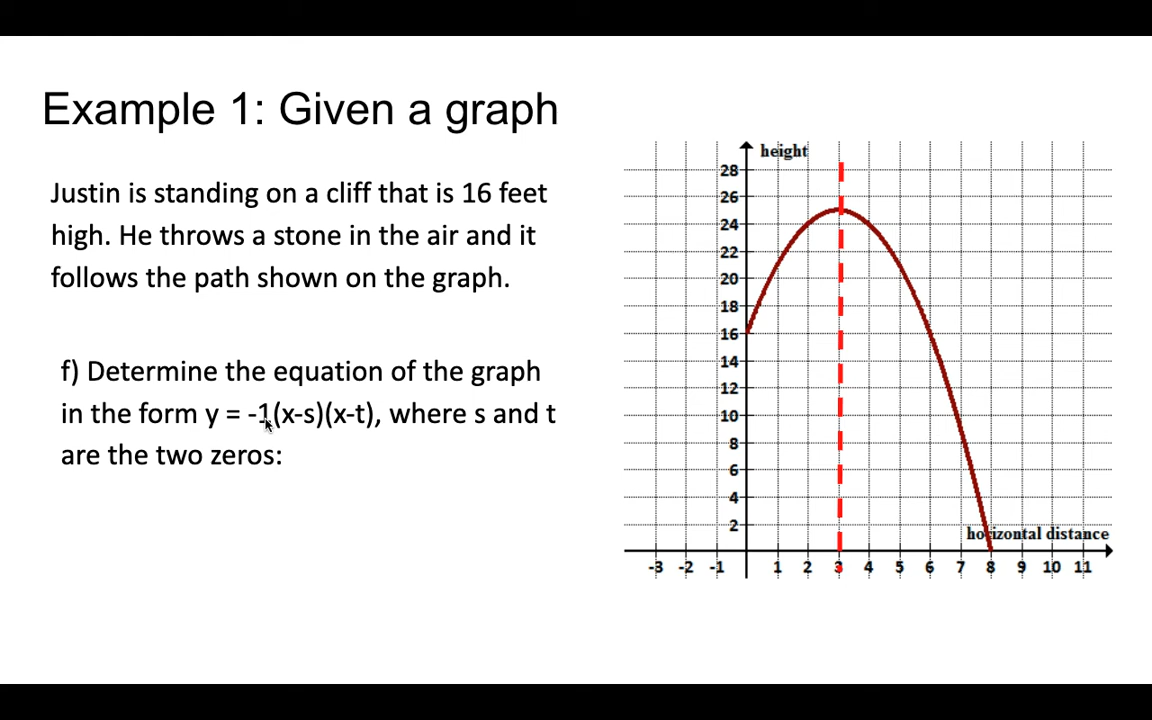 Example 1: Given a graph
Justin is standing on a cliff that is 16 feet
high. He throws a stone in the air and it
follows the path shown on the graph.
f) Determine the equation of the graph
in the form y = -1(x-s)(x-t), where s and t
are the two zeros:
height
28
26
24
22
20
18
16
14
12
10
8
6
4
2
horizontal distance
-3 -2 -1 1 2 3 4 5 6 7 8 9 10 11